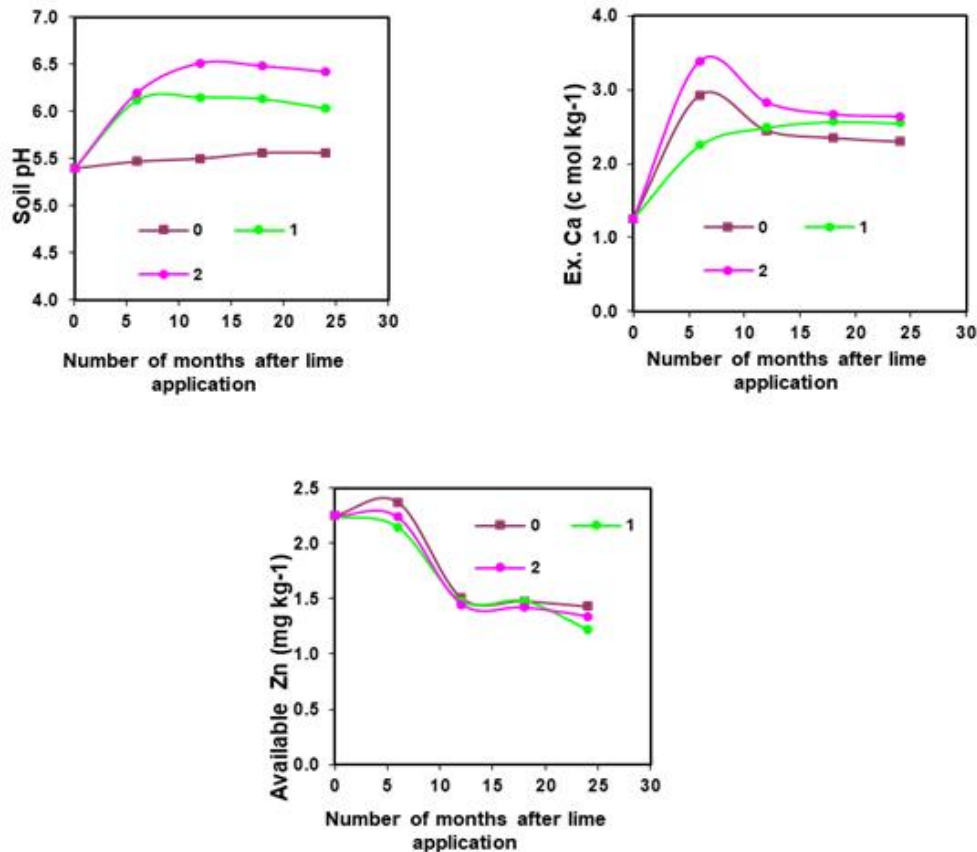 7.0
6.5
6.0
5.5
5.0
4.5
4.0
Soil pH
0 1
2
0 5 10 15 20 25 30
Number of months after lime
application
4.0
3.0
2.0
1.0
0.0
Ex. Ca (c mol kg-1)
0 1
2
0 5 10 15 20 25 30
Number of months after lime
application
2.5
2.0
1.5
1.0
0.5
0.0
Available Zn (mg kg-1)
0 1
2
0 5 10 15 20 25 30
Number of months after lime
application